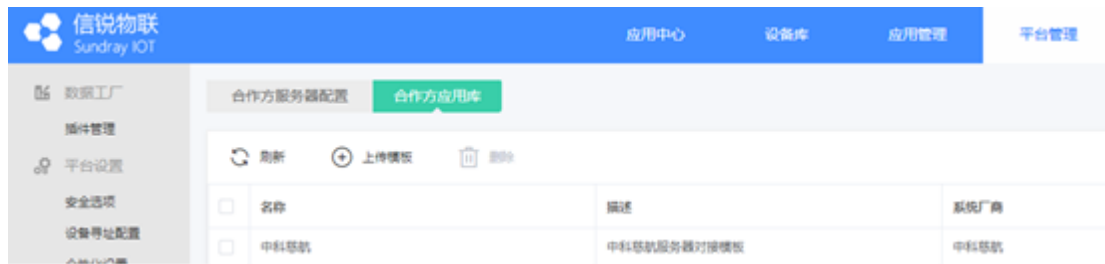 信锐物联
Sundray IOT
应用中心 设备库 应用管理 平台管理
数据工厂
插件管理
平台设置
安全选项
设备寻址配置
合作方服务器配置 合作方应用库
刷新 上传模板 删除
名称 描述 系统厂商
中科慈航 中科慈航服务器对接模板 中科慈航